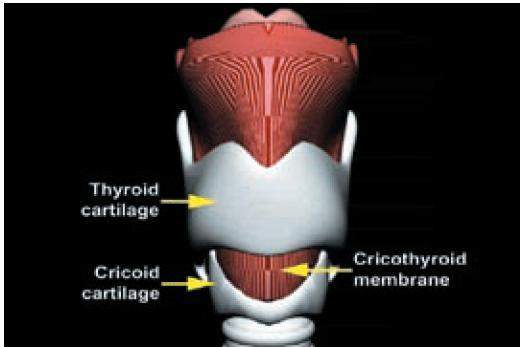 Thyroid
cartilage
Cricoid
cartilage
Cricothyroid
membrane